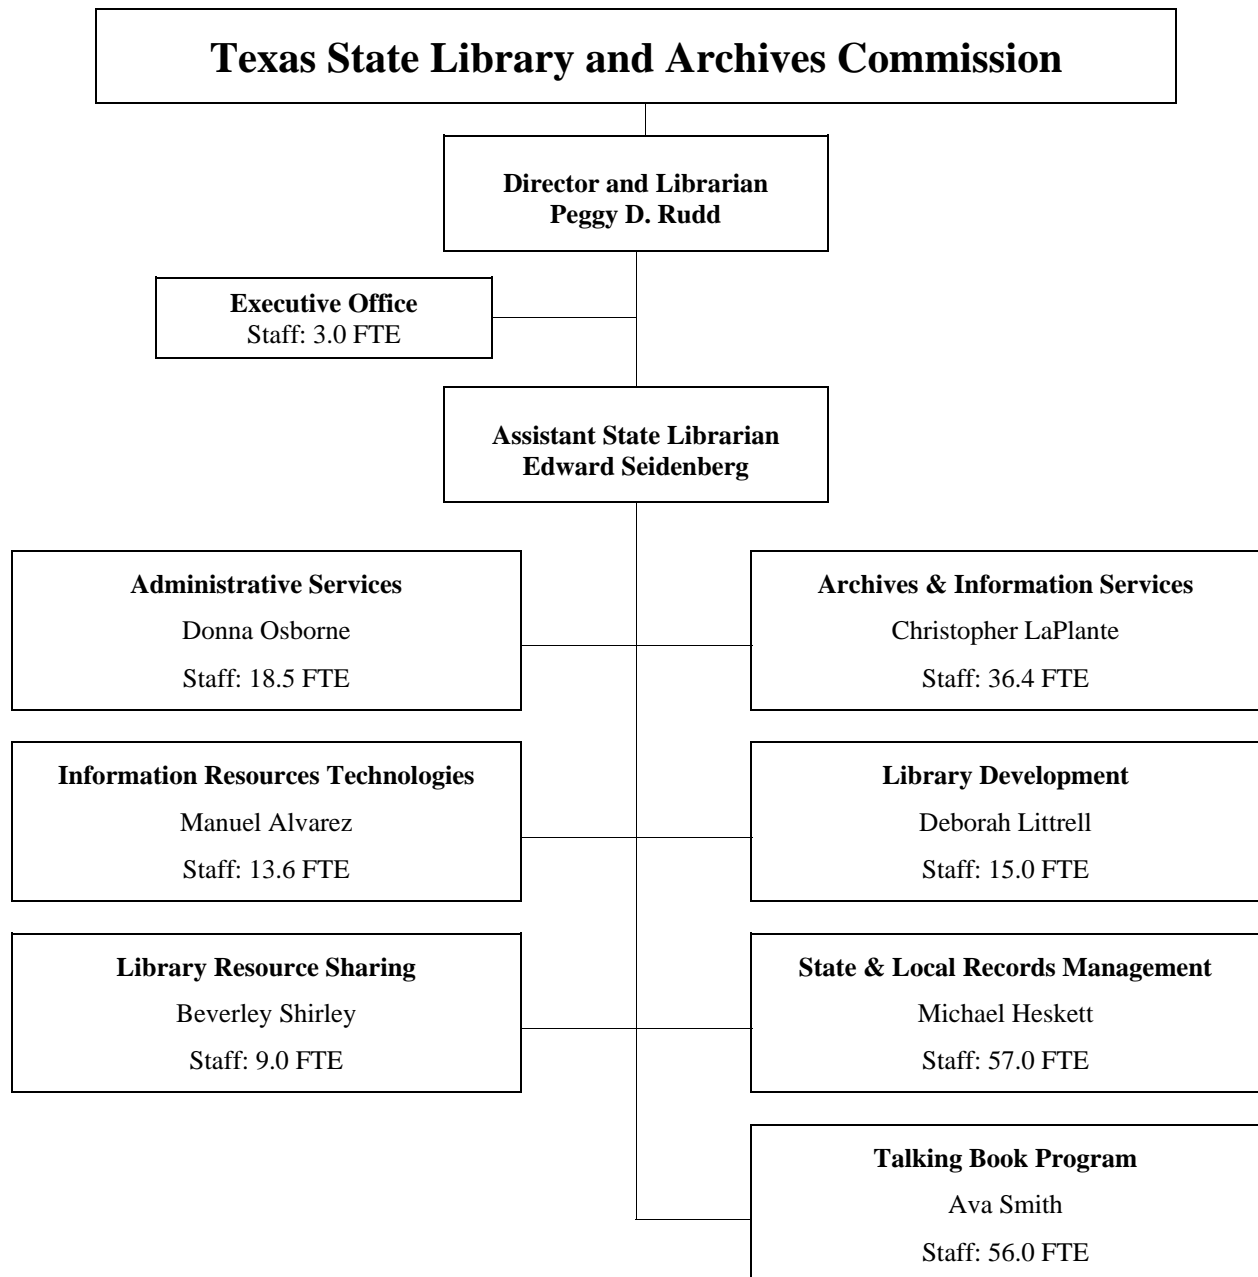 Texas State Library and Archives Commission
Director and Librarian
Peggy D. Rudd
Executive Office
Staff: 3.0 FTE
Assistant State Librarian
Edward Seidenberg
Administrative Services
Donna Osborne
Staff: 18.5 FTE
Archives & Information Services
Christopher LaPlante
Staff: 36.4 FTE
Information Resources Technologies
Manuel Alvarez
Staff: 13.6 FTE
Library Development
Deborah Littrell
Staff: 15.0 FTE
Library Resource Sharing
Beverley Shirley
Staff: 9.0 FTE
State & Local Records Management
Michael Heskett
Staff: 57.0 FTE
Talking Book Program
Ava Smith
Staff: 56.0 FTE